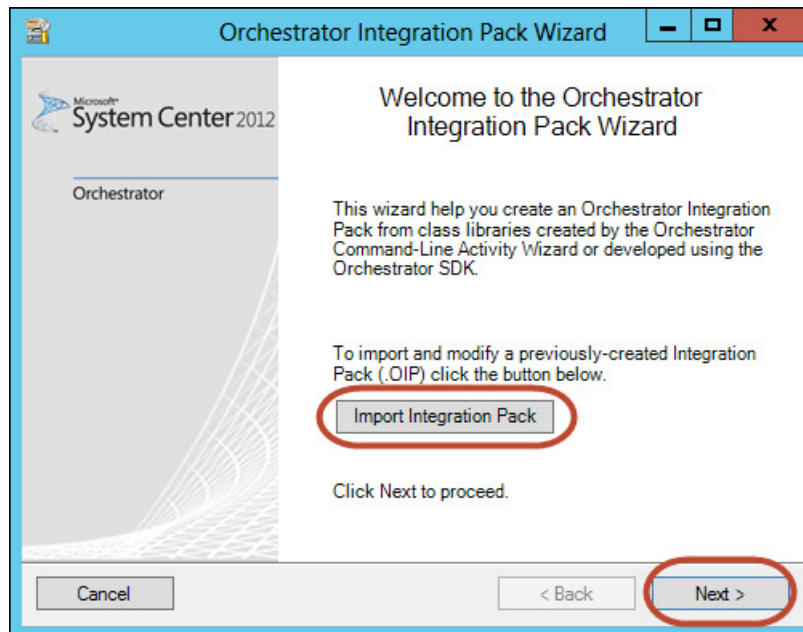 Orchestrator Integration Pack Wizard
Microsoft
System Center 2012
Orchestrator
Welcome to the Orchestrator
Integration Pack Wizard
This wizard help you create an Orchestrator Integration
Pack from class libraries created by the Orchestrator
Command-Line Activity Wizard or developed using the
Orchestrator SDK.
To import and modify a previously-created Integration
Pack (.OIP) click the button below.
Import Integration Pack
Click Next to proceed.
Cancel
< Back
Next >